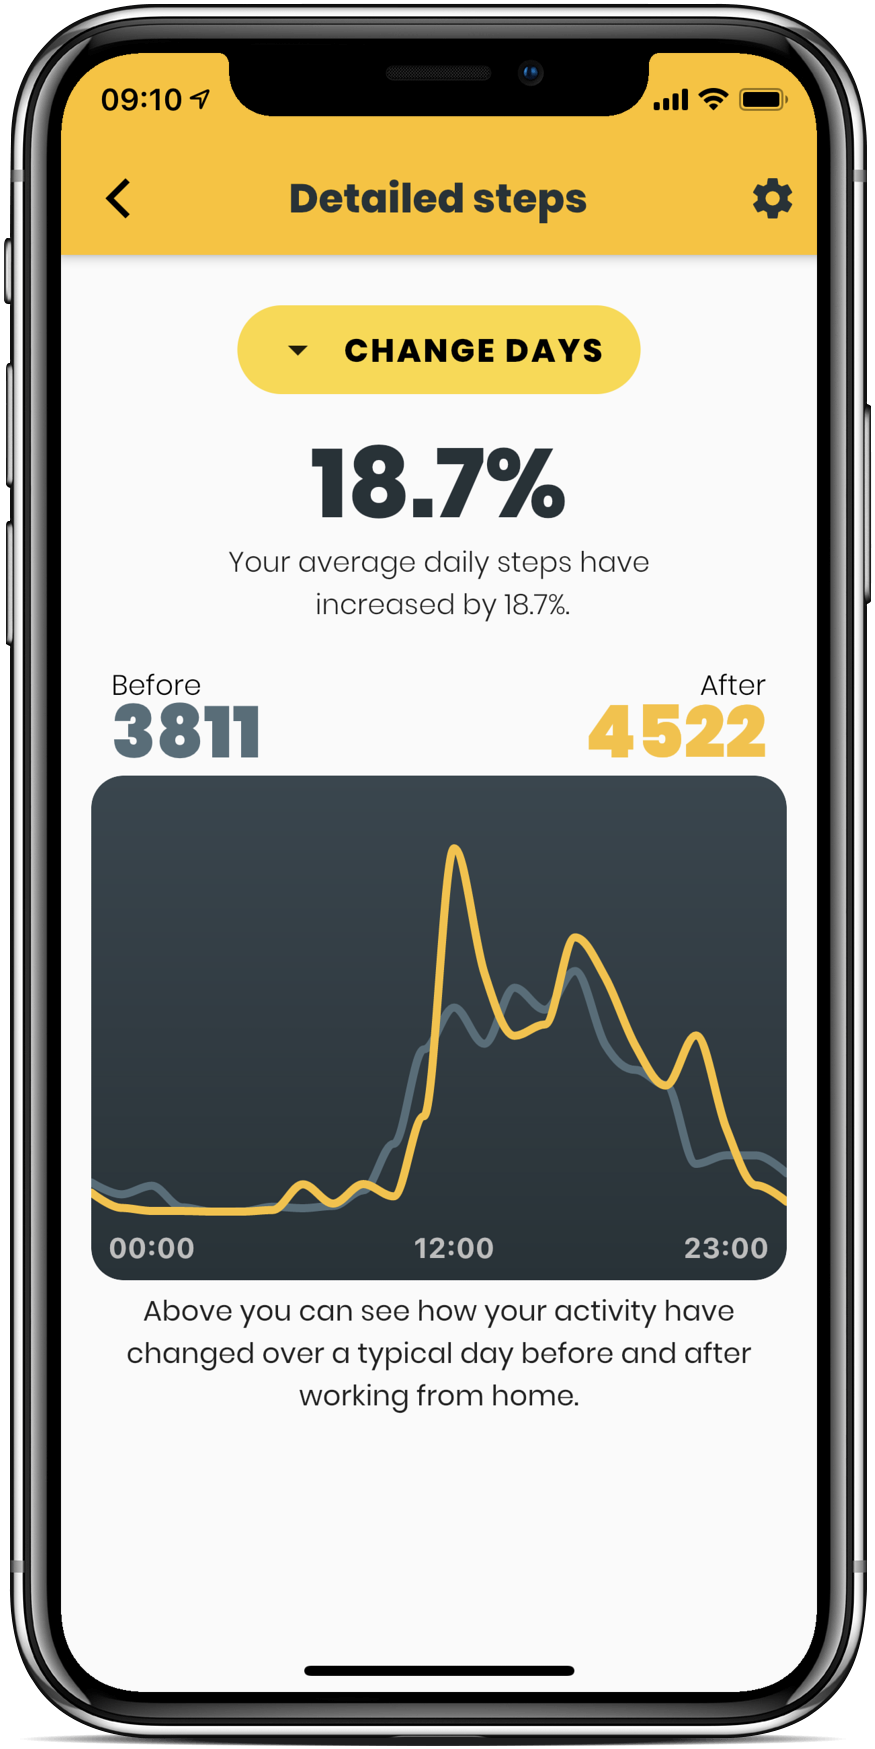 09:10
Detailed steps
CHANGE DAYS
18.7%
Your average daily steps have
increased by 18.7%.
Before
After
3811
4522
00:00
12:00
23:00
Above you can see how your activity have
changed over a typical day before and after
working from home.